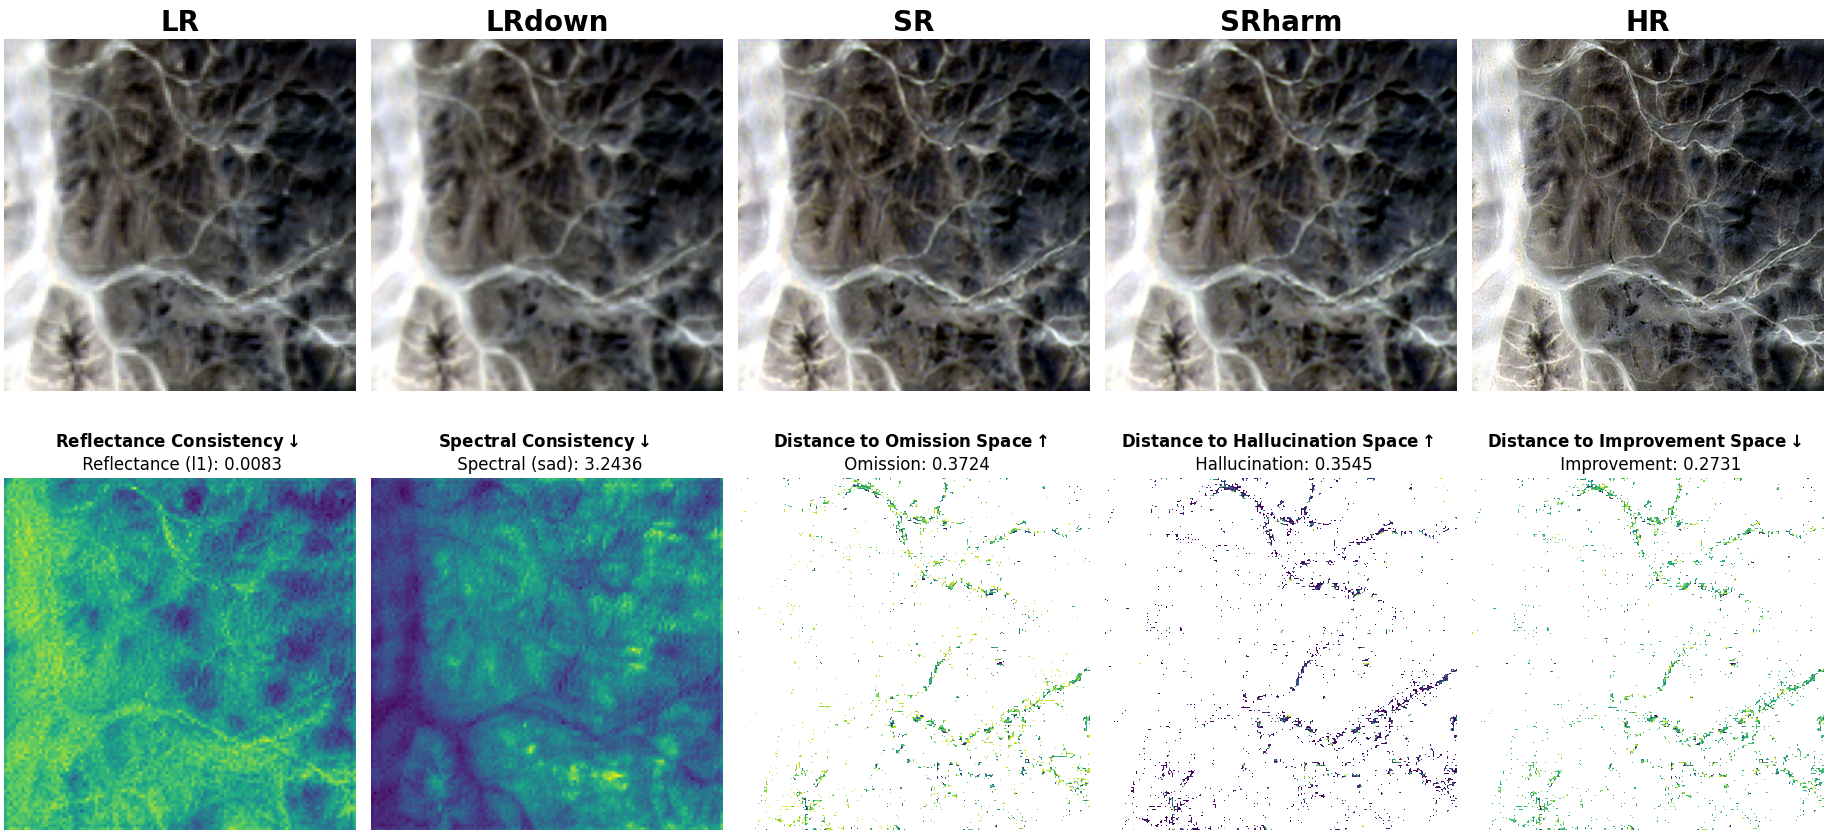 LR
LRdown
SR
SRharm
HR
Reflectance Consistency ↓
Reflectance (l1): 0.0083
Spectral Consistency ↓
Spectral (sad): 3.2436
Distance to Omission Space ↑
Omission: 0.3724
Distance to Hallucination Space ↑
Hallucination: 0.3545
Distance to Improvement Space ↓
Improvement: 0.2731